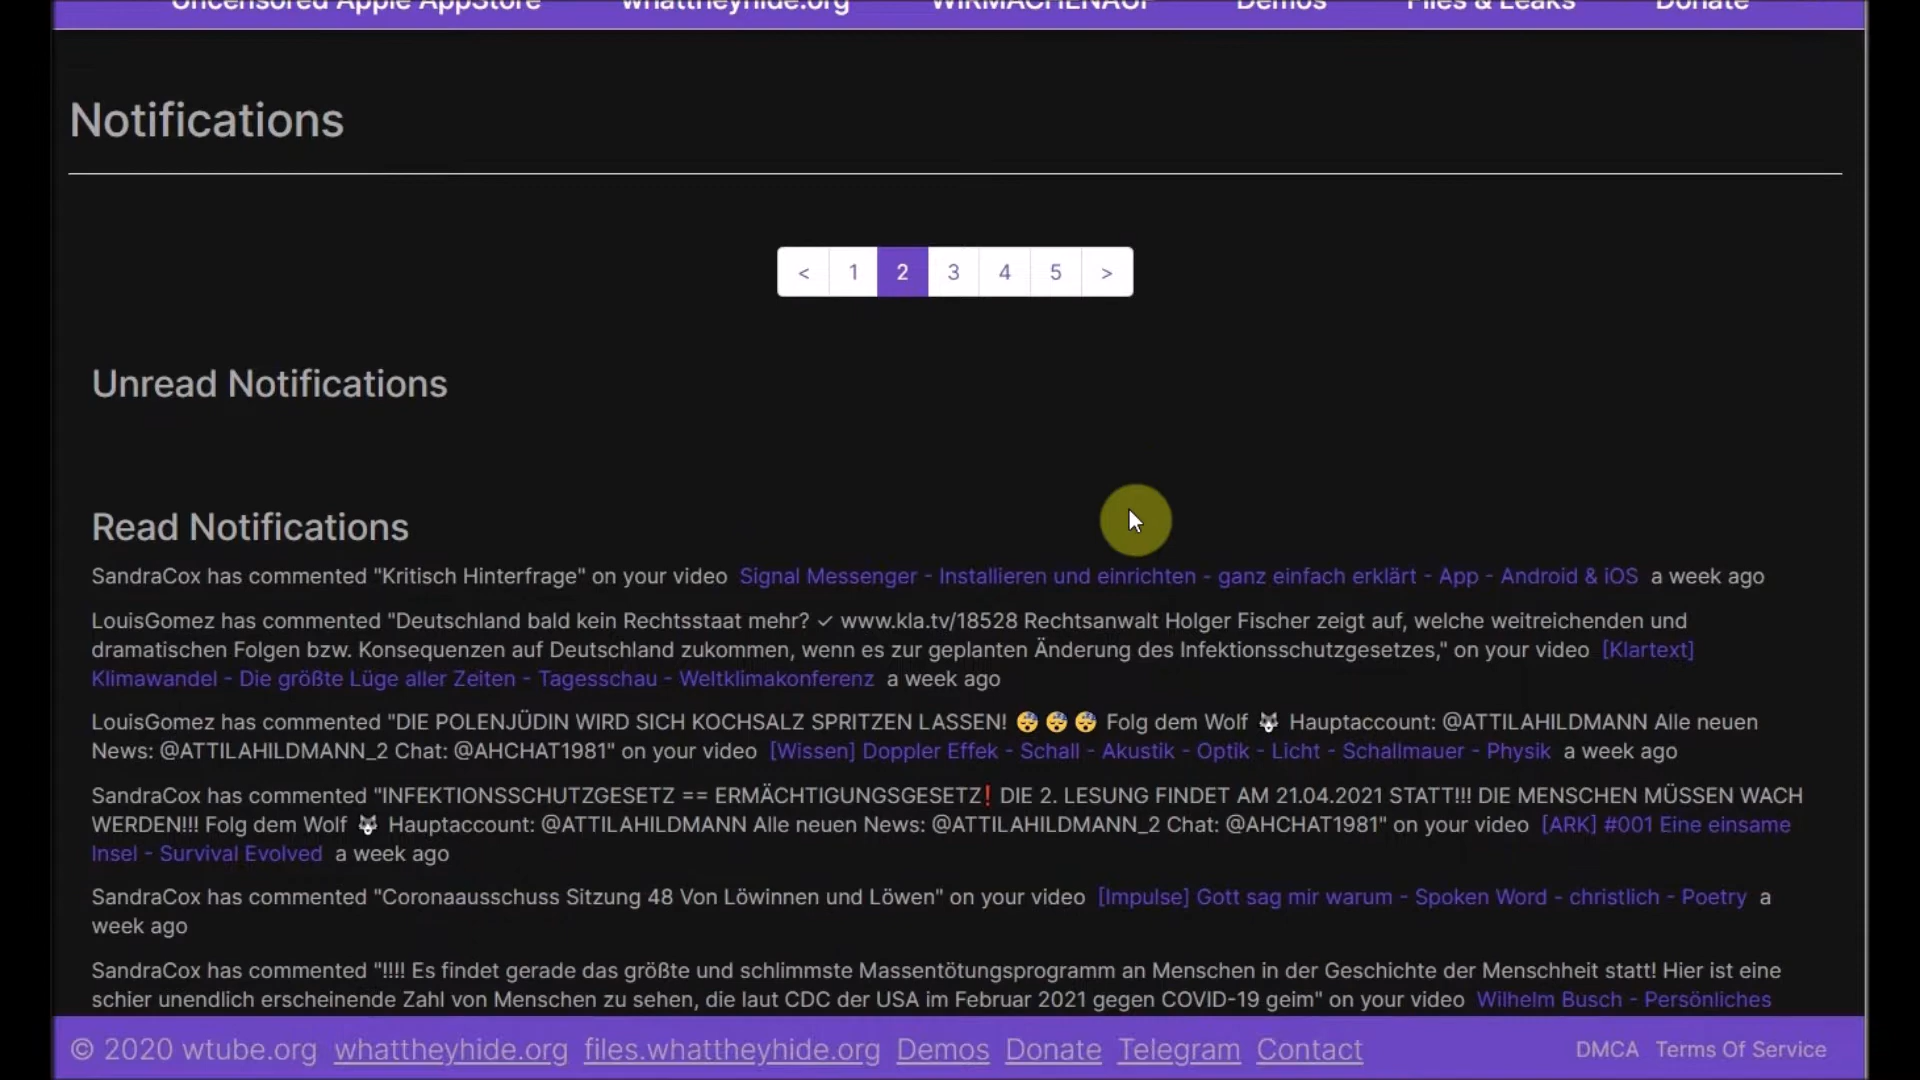 Uncensored Apple AppStore whattheyhide.org WIRMACHENAUF Demos Files & Leaks Donate
Notifications
< 1 2 3 4 5 >
Unread Notifications
Read Notifications
SandraCox has commented "Kritisch Hinterfrage" on your video Signal Messenger - Installieren und einrichten - ganz einfach erklärt - App - Android & iOS a week ago
LouisGomez has commented "Deutschland bald kein Rechtsstaat mehr? ✓ www.kla.tv/18528 Rechtsanwalt Holger Fischer zeigt auf, welche weitreichenden und
dramatischen Folgen bzw. Konsequenzen auf Deutschland zukommen, wenn es zur geplanten Änderung des Infektionsschutzgesetzes," on your video [Klartext]
Klimawandel - Die größte Lüge aller Zeiten - Tagesschau - Weltklimakonferenz a week ago
LouisGomez has commented "DIE POLENJÜDIN WIRD SICH KOCHSALZ SPRITZEN LASSEN! 😴 😴 😴 Folg dem Wolf 🐺 Hauptaccount: @ATTILAHILDMANN Alle neuen
News: @ATTILAHILDMANN_2 Chat: @AHCHAT1981" on your video [Wissen] Doppler Effek - Schall - Akustik - Optik - Licht - Schallmauer - Physik a week ago
SandraCox has commented "INFEKTIONSSCHUTZGESETZ == ERMÄCHTIGUNGSGESETZ❗ DIE 2. LESUNG FINDET AM 21.04.2021 STATT!!! DIE MENSCHEN MÜSSEN WACH
WERDEN!!! Folg dem Wolf 🐺 Hauptaccount: @ATTILAHILDMANN Alle neuen News: @ATTILAHILDMANN_2 Chat: @AHCHAT1981" on your video [ARK] #001 Eine einsame
Insel - Survival Evolved a week ago
SandraCox has commented "Coronaausschuss Sitzung 48 Von Löwinnen und Löwen" on your video [Impulse] Gott sag mir warum - Spoken Word - christlich - Poetry a
week ago
SandraCox has commented "!!!! Es findet gerade das größte und schlimmste Massentötungsprogramm an Menschen in der Geschichte der Menschheit statt! Hier ist eine
schier unendlich erscheinende Zahl von Menschen zu sehen, die laut CDC der USA im Februar 2021 gegen COVID-19 geim" on your video Wilhelm Busch - Persönliches
© 2020 wtube.org whattheyhide.org files.whattheyhide.org Demos Donate Telegram Contact DMCA Terms Of Service